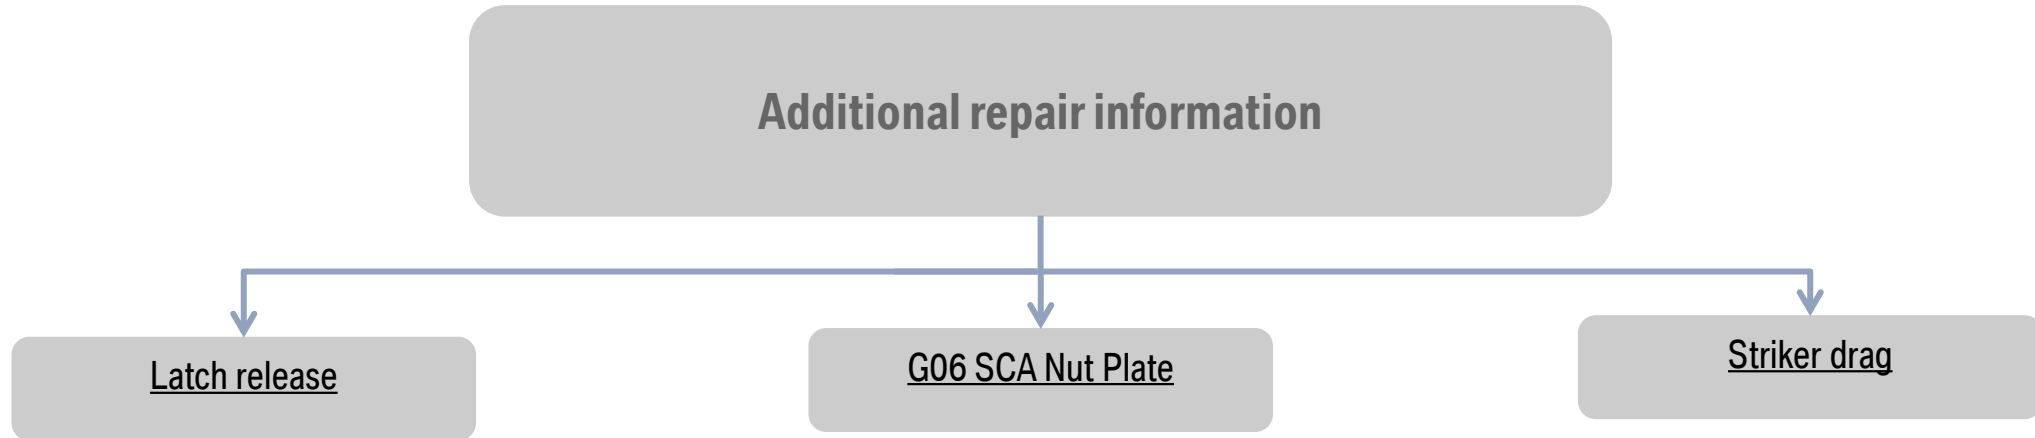 Additional repair information
Latch release
G06 SCA Nut Plate
Striker drag